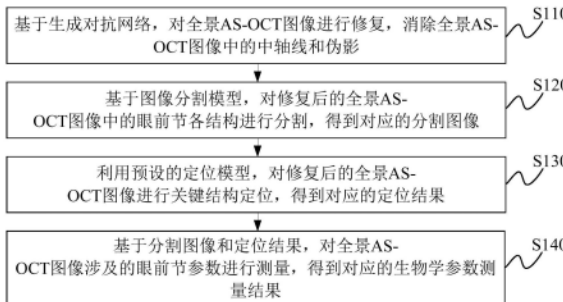 基于生成对抗网络，对全景AS-OCT图像进行修复，消除全景AS-
OCT图像中的中轴线和伪影
S110
基于图像分割模型，对修复后的全景AS-
OCT图像中的眼前节各结构进行分割，得到对应的分割图像
S120
利用预设的定位模型，对修复后的全景AS-
OCT图像进行关键结构定位，得到对应的定位结果
S130
基于分割图像和定位结果，对全景AS-
OCT图像涉及的眼前节参数进行测量，得到对应的生物学参数测
量结果
S140